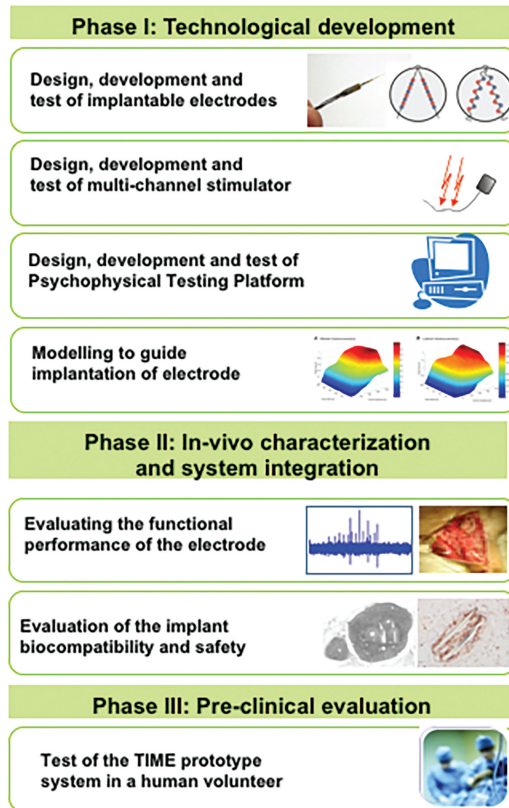 Phase I: Technological development
Design, development and
test of implantable electrodes
Design, development and
test of multi-channel stimulator
Design, development and test of
Psychophysical Testing Platform
Modelling to guide
implantation of electrode
Phase II: In-vivo characterization
and system integration
Evaluating the functional
performance of the electrode
Evaluation of the implant
biocompatibility and safety
Phase III: Pre-clinical evaluation
Test of the TIME prototype
system in a human volunteer